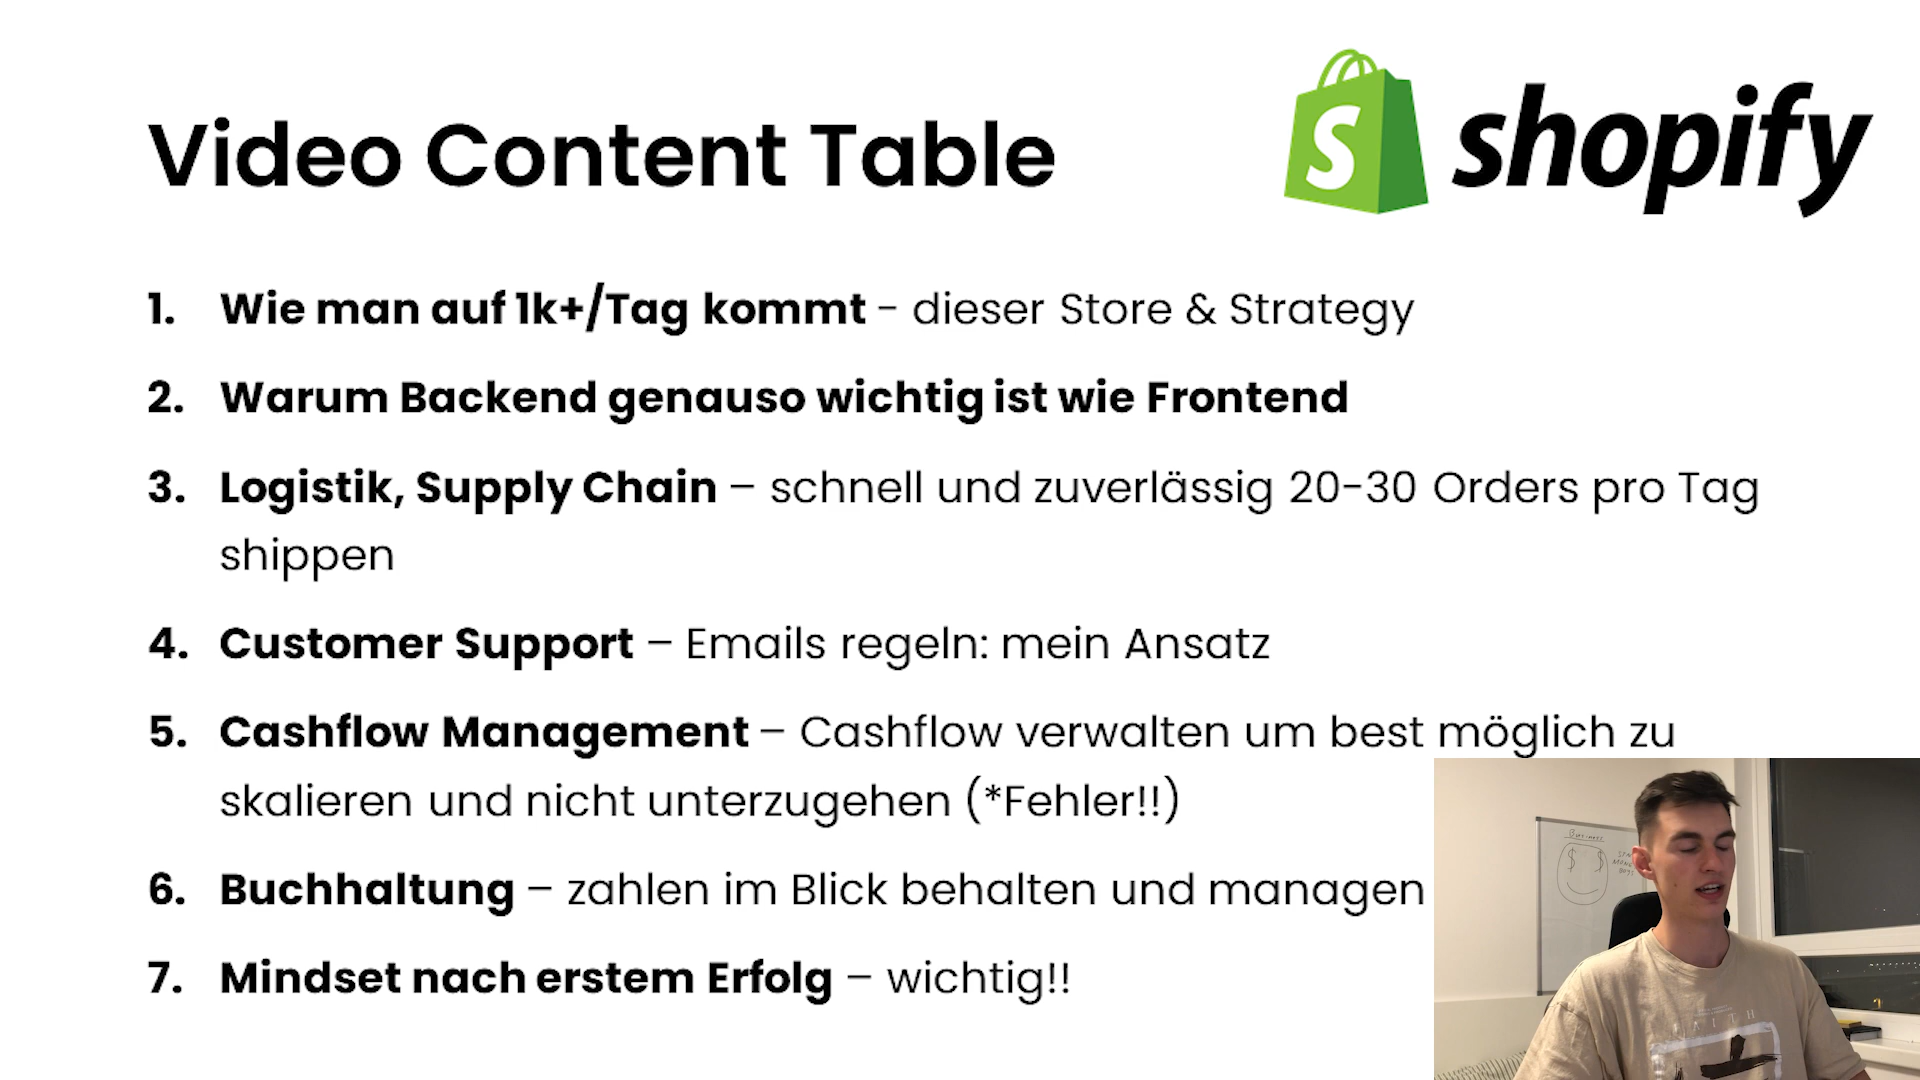 Video Content Table
shopify
1. Wie man auf 1k+/Tag kommt - dieser Store & Strategy
2. Warum Backend genauso wichtig ist wie Frontend
3. Logistik, Supply Chain – schnell und zuverlässig 20-30 Orders pro Tag
shippen
4. Customer Support – Emails regeln: mein Ansatz
5. Cashflow Management – Cashflow verwalten um best möglich zu
skalieren und nicht unterzugehen (*Fehler!!)
6. Buchhaltung – zahlen im Blick behalten und managen
7. Mindset nach erstem Erfolg – wichtig!!
Business
$ $
FAITH